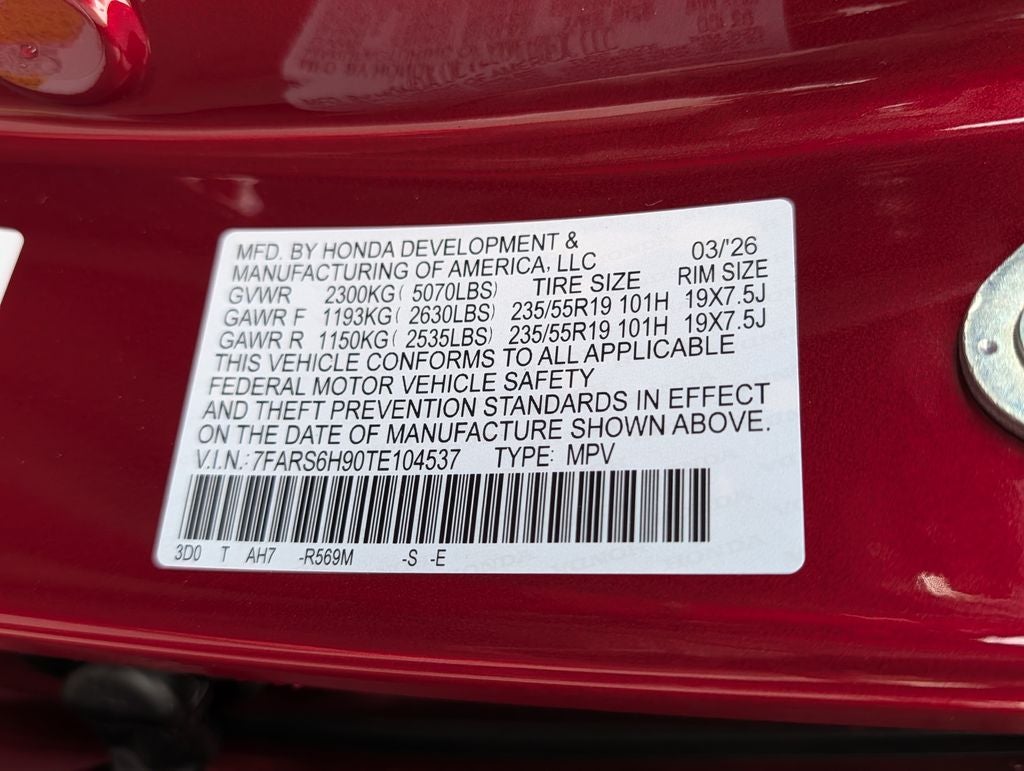 MFD. BY HONDA DEVELOPMENT & 03/'26
MANUFACTURING OF AMERICA, LLC
GVWR 2300KG( 5070LBS) TIRE SIZE RIM SIZE
GAWR F 1193KG( 2630LBS) 235/55R19 101H 19X7.5J
GAWR R 1150KG( 2535LBS) 235/55R19 101H 19X7.5J
THIS VEHICLE CONFORMS TO ALL APPLICABLE
FEDERAL MOTOR VEHICLE SAFETY
AND THEFT PREVENTION STANDARDS IN EFFECT
ON THE DATE OF MANUFACTURE SHOWN ABOVE.
V.I.N.: 7FARS6H90TE104537 TYPE: MPV
3D0 T AH7 -R569M -S -E